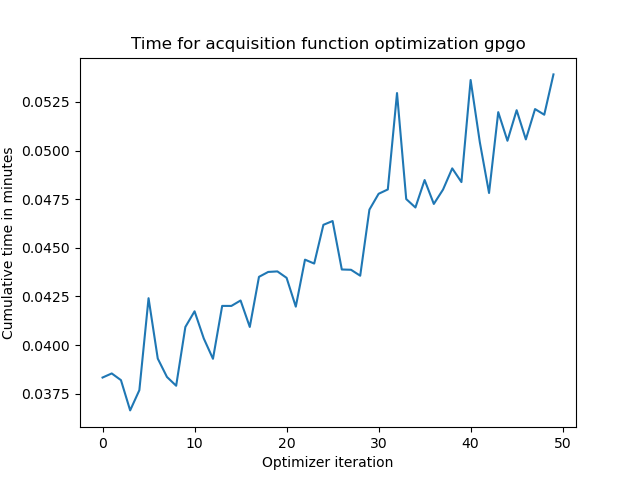 Time for acquisition function optimization gpgo
Cumulative time in minutes
0.0525
0.0500
0.0475
0.0450
0.0425
0.0400
0.0375
0 10 20 30 40 50
Optimizer iteration